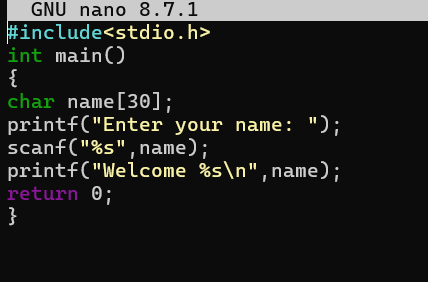 GNU nano 8.7.1
#include<stdio.h>
int main()
{
char name[30];
printf("Enter your name: ");
scanf("%s",name);
printf("Welcome %s\n",name);
return 0;
}